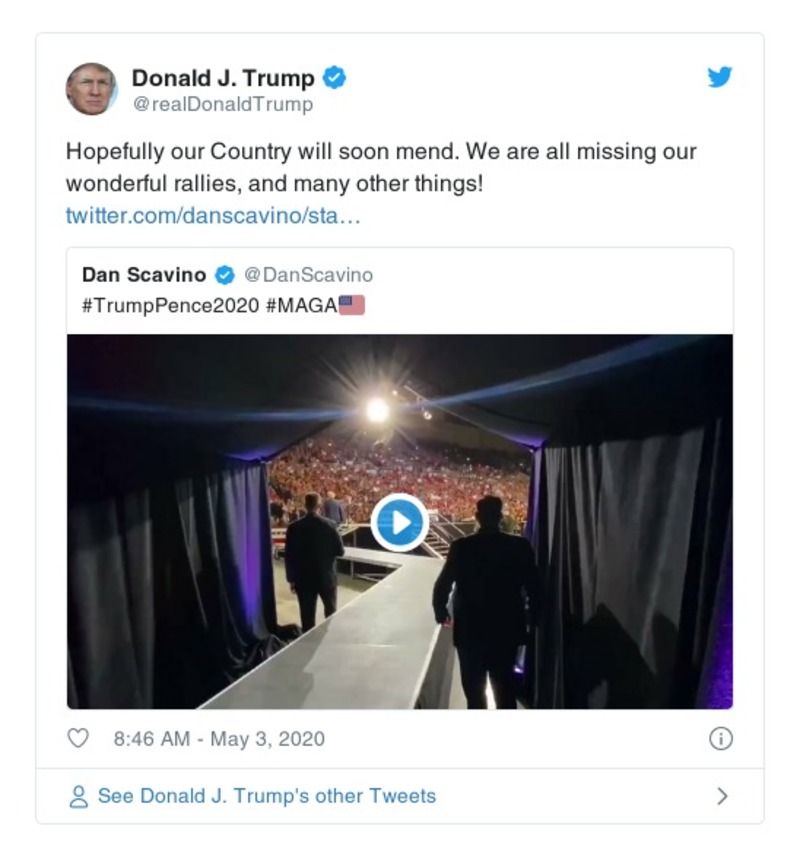 Donald J. Trump
@realDonaldTrump
Hopefully our Country will soon mend. We are all missing our
wonderful rallies, and many other things!
twitter.com/danscavino/sta…
Dan Scavino @DanScavino
#TrumpPence2020 #MAGA🇺🇸
8:46 AM - May 3, 2020
See Donald J. Trump's other Tweets